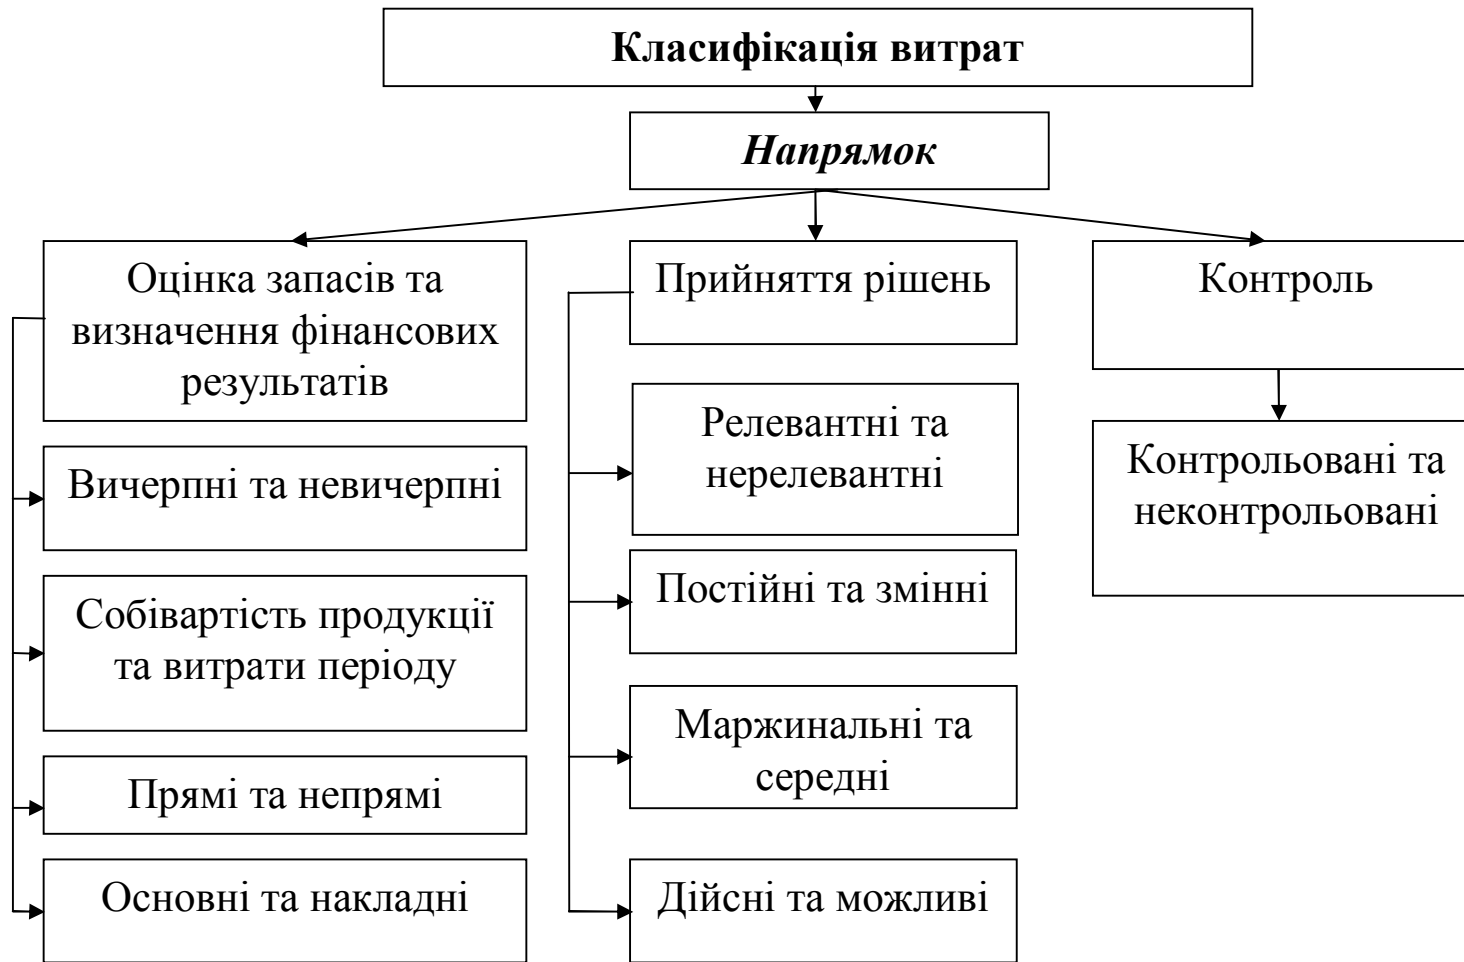 Класифікація витрат
Напрямок
Оцінка запасів та
визначення фінансових
результатів
Вичерпні та невичерпні
Собівартість продукції
та витрати періоду
Прямі та непрямі
Основні та накладні
Прийняття рішень
Релевантні та
нерелевантні
Постійні та змінні
Маржинальні та
середні
Дійсні та можливі
Контроль
Контрольовані та
неконтрольовані